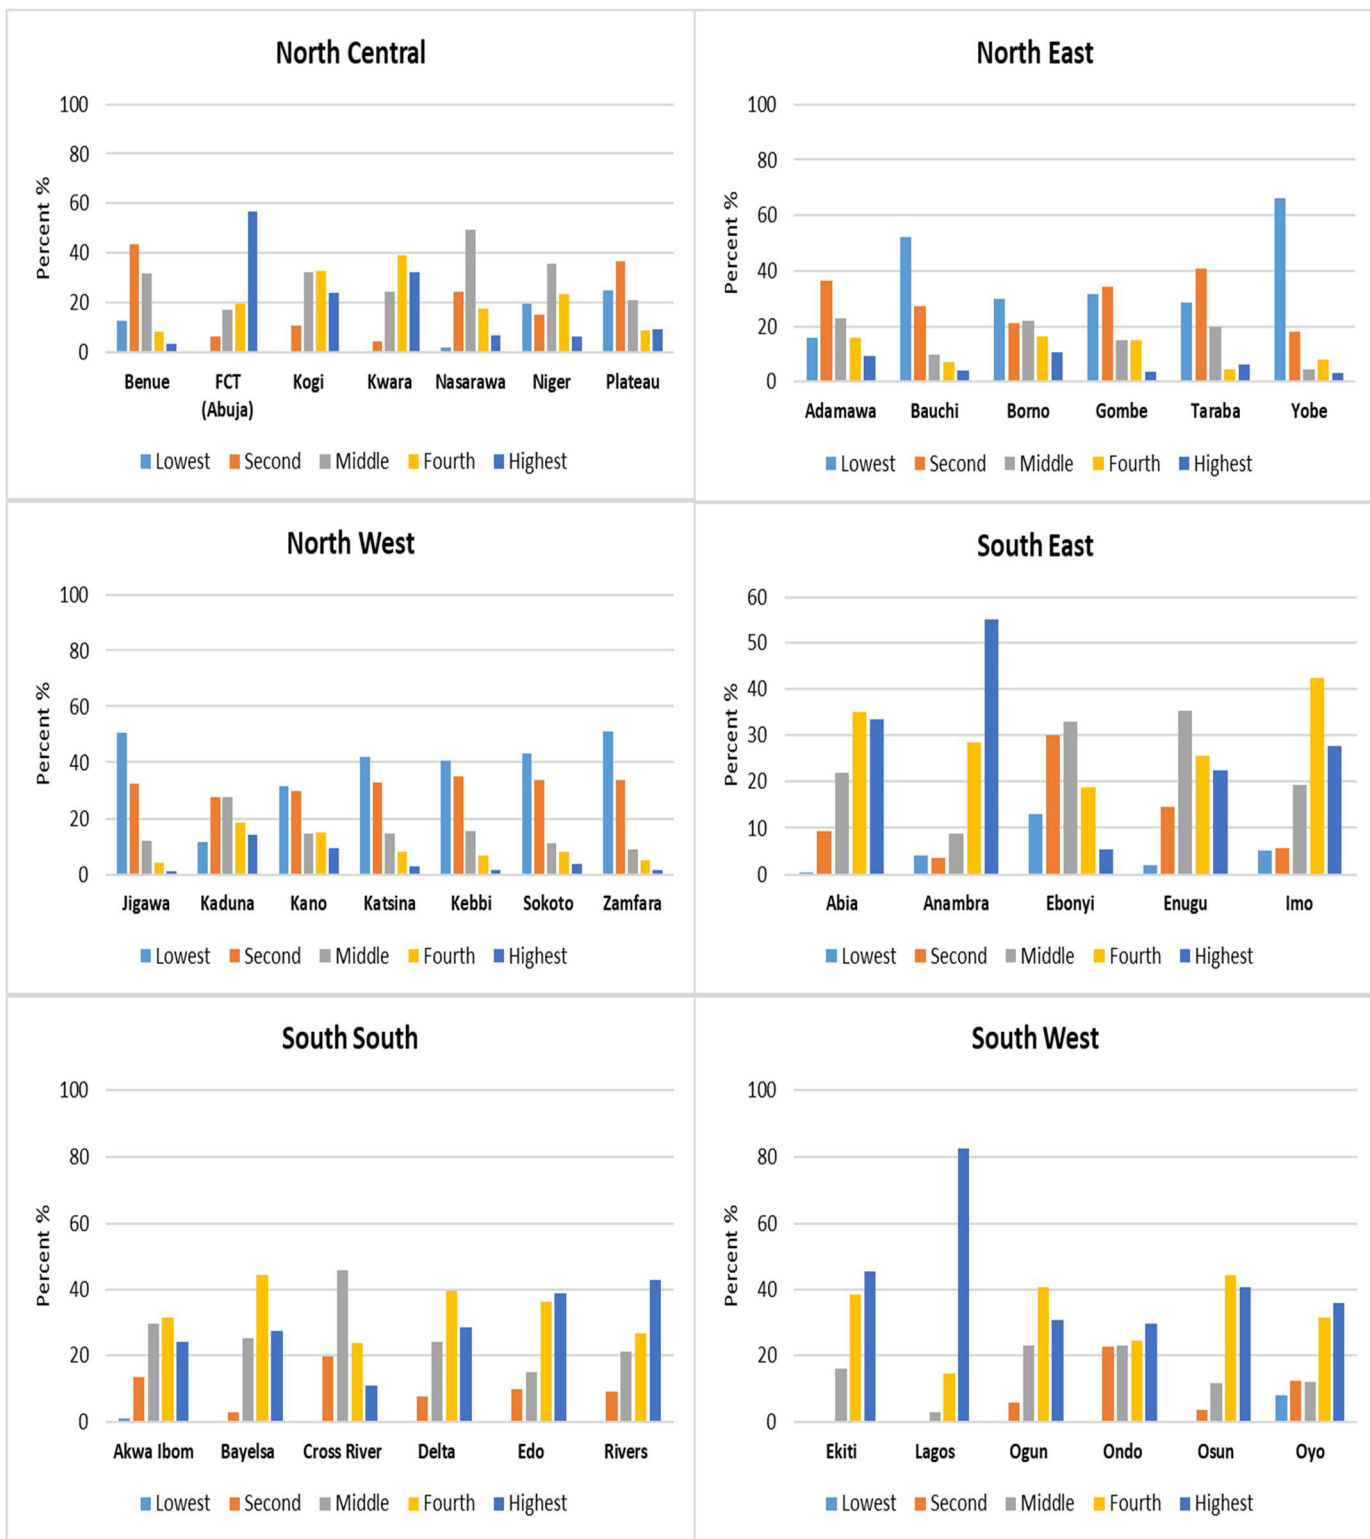 North Central
Percent %
100
80
60
40
20
0
Benue FCT (Abuja) Kogi Kwara Nasarawa Niger Plateau
Lowest Second Middle Fourth Highest
North East
Percent %
100
80
60
40
20
0
Adamawa Bauchi Borno Gombe Taraba Yobe
Lowest Second Middle Fourth Highest
North West
Percent %
100
80
60
40
20
0
Jigawa Kaduna Kano Katsina Kebbi Sokoto Zamfara
Lowest Second Middle Fourth Highest
South East
Percent %
60
50
40
30
20
10
0
Abia Anambra Ebonyi Enugu Imo
Lowest Second Middle Fourth Highest
South South
Percent %
100
80
60
40
20
0
Akwa Ibom Bayelsa Cross River Delta Edo Rivers
Lowest Second Middle Fourth Highest
South West
Percent %
100
80
60
40
20
0
Ekiti Lagos Ogun Ondo Osun Oyo
Lowest Second Middle Fourth Highest